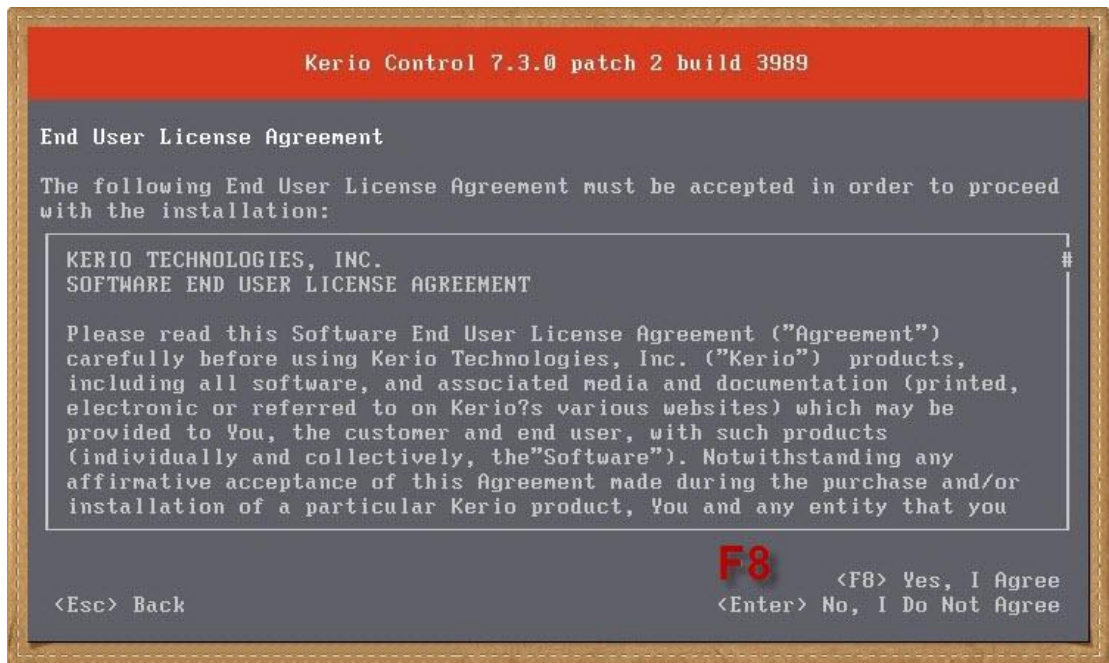 Kerio Control 7.3.0 patch 2 build 3989
End User License Agreement
The following End User License Agreement must be accepted in order to proceed
with the installation:
KERIO TECHNOLOGIES, INC.
#
SOFTWARE END USER LICENSE AGREEMENT
Please read this Software End User License Agreement ("Agreement")
carefully before using Kerio Technologies, Inc. ("Kerio")  products,
including all software, and associated media and documentation (printed,
electronic or referred to on Kerio?s various websites) which may be
provided to You, the customer and end user, with such products
(individually and collectively, the"Software"). Notwithstanding any
affirmative acceptance of this Agreement made during the purchase and/or
installation of a particular Kerio product, You and any entity that you
F8
<F8> Yes, I Agree
<Esc> Back
<Enter> No, I Do Not Agree